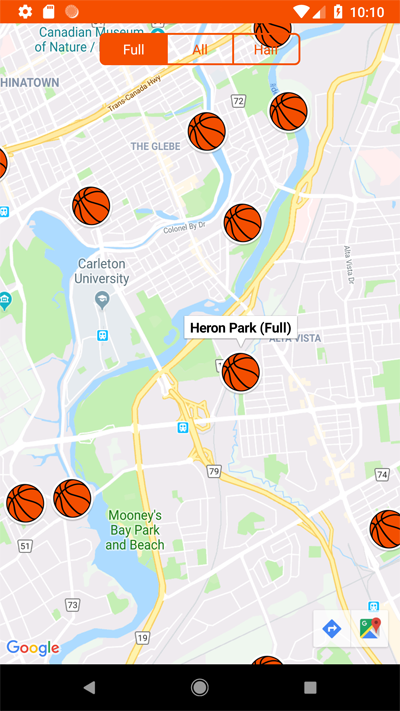 10:10
Canadian Museum
of Nature /
Full
All
Half
HINATOWN
Trans-Canada Hwy
72
THE GLEBE
Colonel By Dr
Alta Vista Dr
Carleton
University
Heron Park (Full)
ALTA VISTA
79
74
Mooney's
Bay Park
and Beach
51
73
19
Google